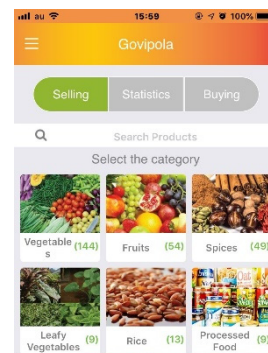 au 15:59 100%
Govipola
Selling Statistics Buying
Search Products
Select the category
Vegetable (144) Fruits (54) Spices (49)
s
Leafy (9) Rice (13) Processed (93
Vegetables Food